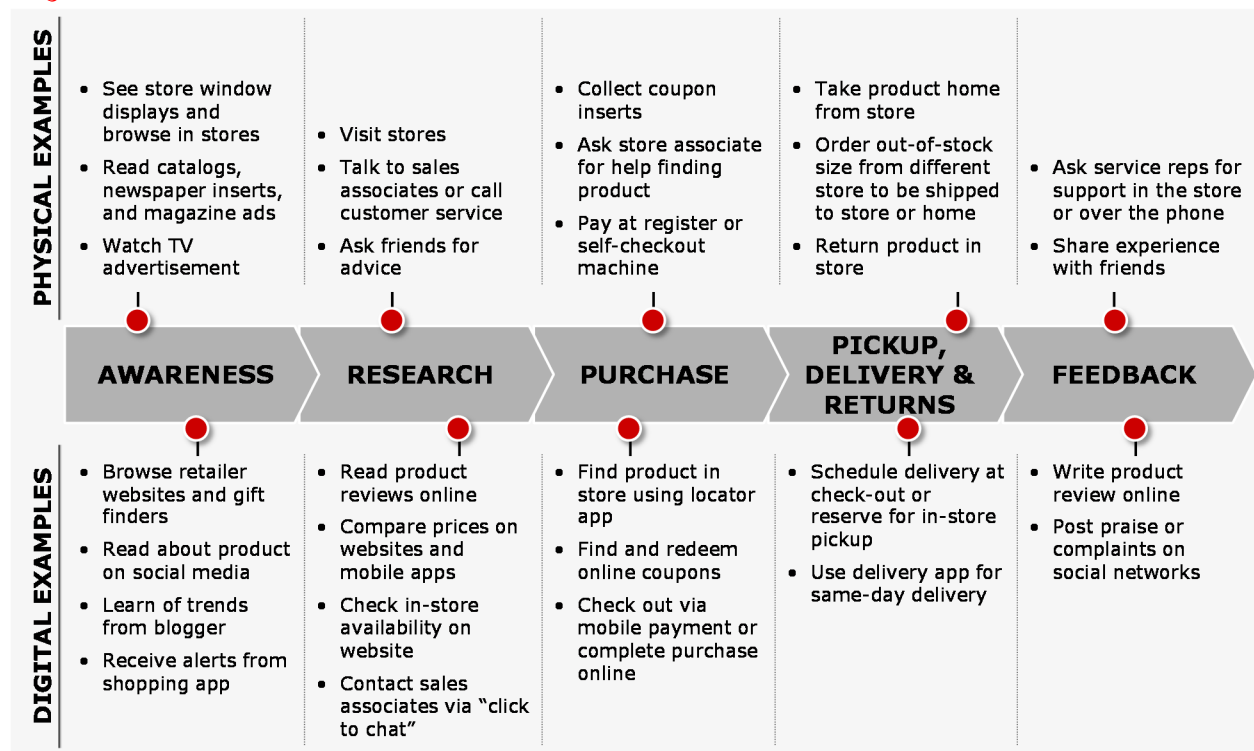 PHYSICAL EXAMPLES
• See store window
displays and
browse in stores
• Read catalogs,
newspaper inserts,
and magazine ads
• Watch TV
advertisement
• Visit stores
• Talk to sales
associates or call
customer service
• Ask friends for
advice
• Collect coupon
inserts
• Ask store associate
for help finding
product
• Pay at register or
self-checkout
machine
• Take product home
from store
• Order out-of-stock
size from different
store to be shipped
to store or home
• Return product in
store
• Ask service reps for
support in the store
or over the phone
• Share experience
with friends
AWARENESS
RESEARCH
PURCHASE
PICKUP,
DELIVERY &
RETURNS
FEEDBACK
DIGITAL EXAMPLES
• Browse retailer
websites and gift
finders
• Read about product
on social media
• Learn of trends
from blogger
• Receive alerts from
shopping app
• Read product
reviews online
• Compare prices on
websites and
mobile apps
• Check in-store
availability on
website
• Contact sales
associates via “click
to chat”
• Find product in
store using locator
app
• Find and redeem
online coupons
• Check out via
mobile payment or
complete purchase
online
• Schedule delivery at
check-out or
reserve for in-store
pickup
• Use delivery app for
same-day delivery
• Write product
review online
• Post praise or
complaints on
social networks